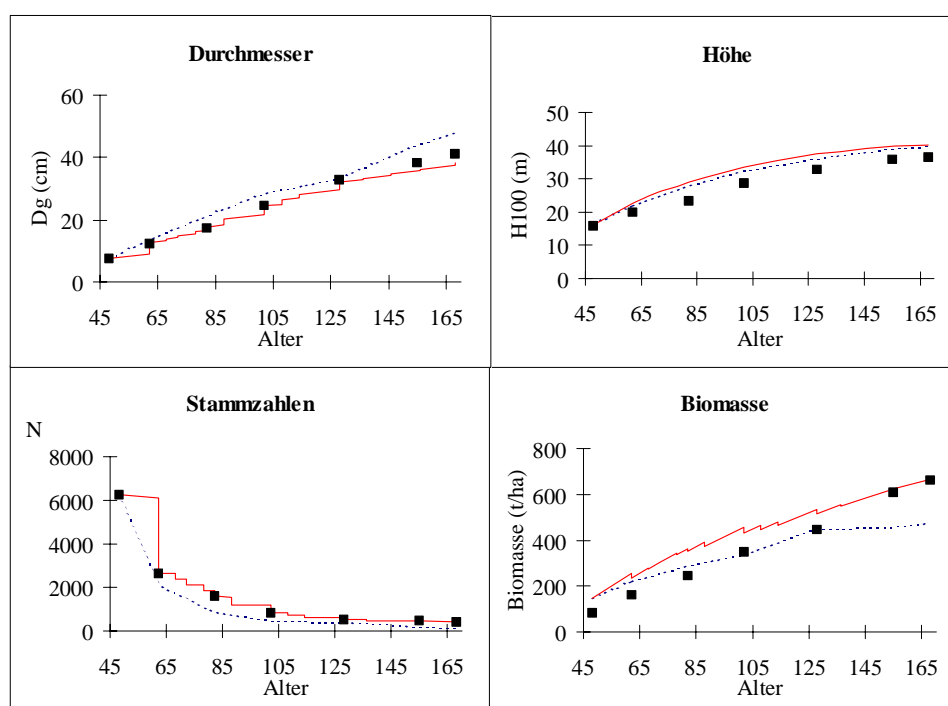 Durchmesser
60
40
20
0
Dg (cm)
45 65 85 105 125 145 165
Alter
Höhe
50
40
30
20
10
0
H100 (m)
45 65 85 105 125 145 165
Alter
Stammzahlen
N
8000
6000
4000
2000
0
45 65 85 105 125 145 165
Alter
Biomasse
800
600
400
200
0
Biomasse (t/ha)
45 65 85 105 125 145 165
Alter